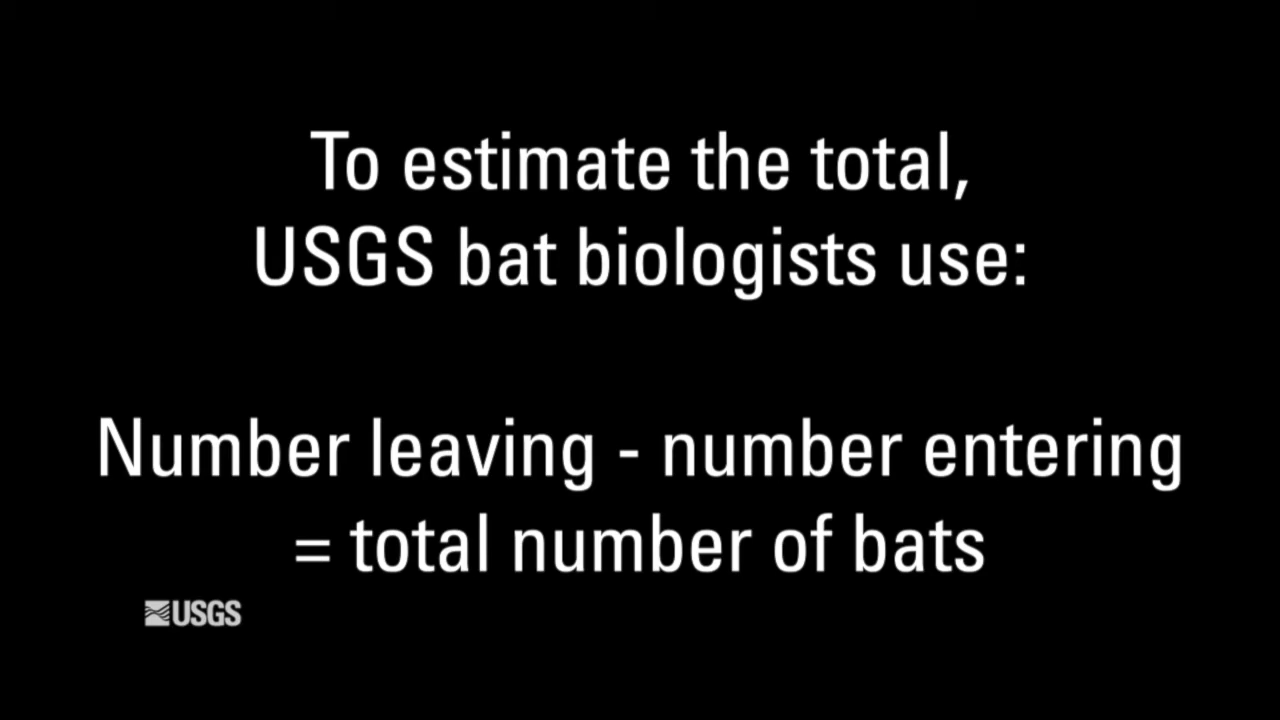 To estimate the total,
USGS bat biologists use:
Number leaving - number entering
= total number of bats
USGS